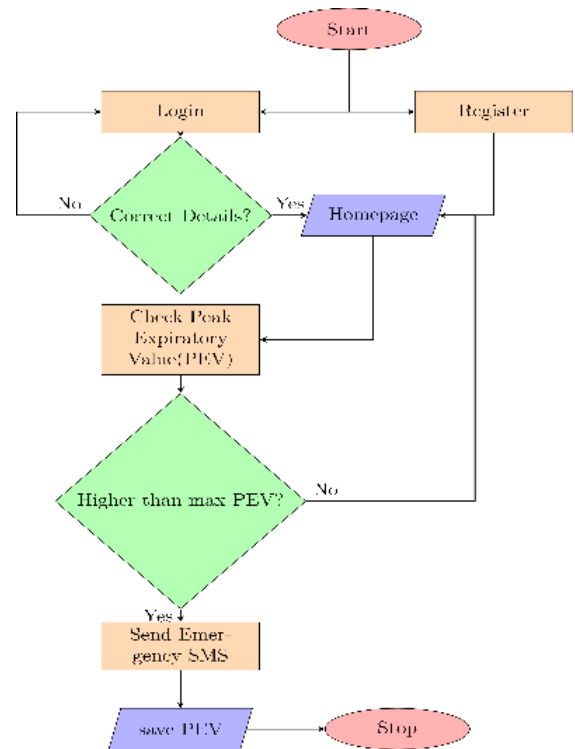 Start
Login
Register
No
Correct Details?
Yes
Homepage
Check Peak
Expiratory
Value(PEV)
Higher than max PEV?
No
Yes
Send Emer-
gency SMS
save PEV
Stop